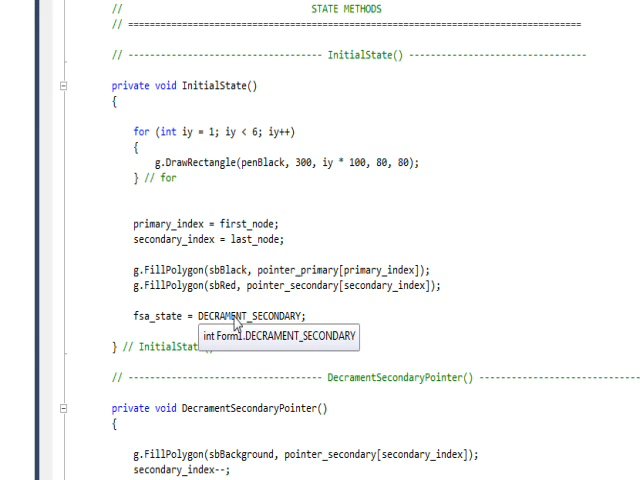 // STATE METHODS
// ====================================================================================
// ------------------------------------ InitialState() ---------------------------------
private void InitialState()
{
for (int iy = 1; iy < 6; iy++)
{
g.DrawRectangle(penBlack, 300, iy * 100, 80, 80);
} // for
primary_index = first_node;
secondary_index = last_node;
g.FillPolygon(sbBlack, pointer_primary[primary_index]);
g.FillPolygon(sbRed, pointer_secondary[secondary_index]);
fsa_state = DECRAMENT_SECONDARY;
int Form1.DECRAMENT_SECONDARY
} // InitialState()
// ------------------------------------ DecramentSecondaryPointer() ------------------------------
private void DecramentSecondaryPointer()
{
g.FillPolygon(sbBackground, pointer_secondary[secondary_index]);
secondary_index--;